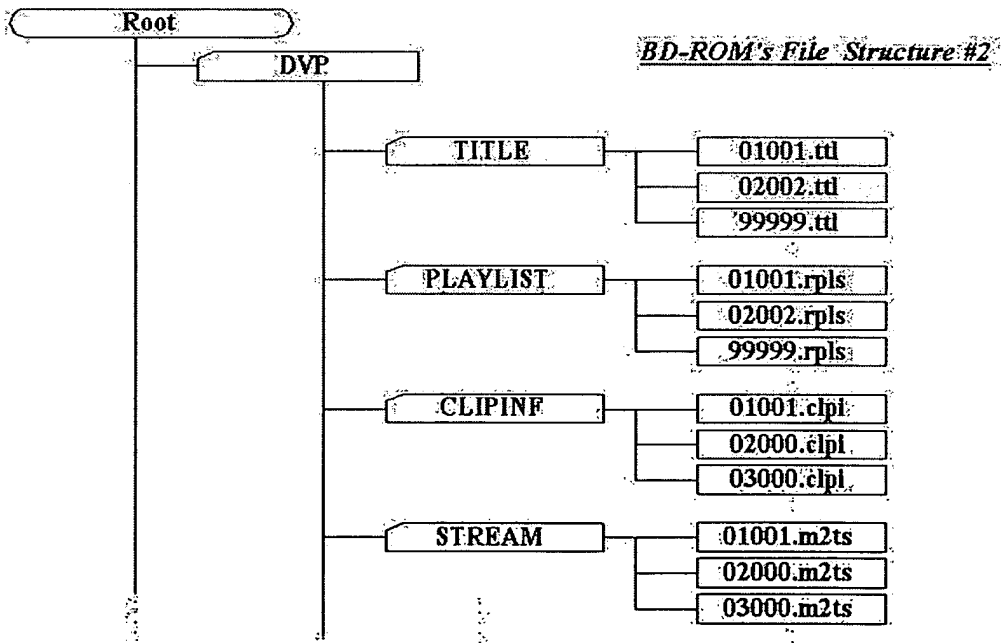 Root
BD-ROM's File Structure #2
DVP
TITLE
01001.ttl
02002.ttl
99999.ttl
PLAYLIST
01001.rpls
02002.rpls
99999.rpls
CLIPINF
01001.clpi
02000.clpi
03000.clpi
STREAM
01001.m2ts
02000.m2ts
03000.m2ts